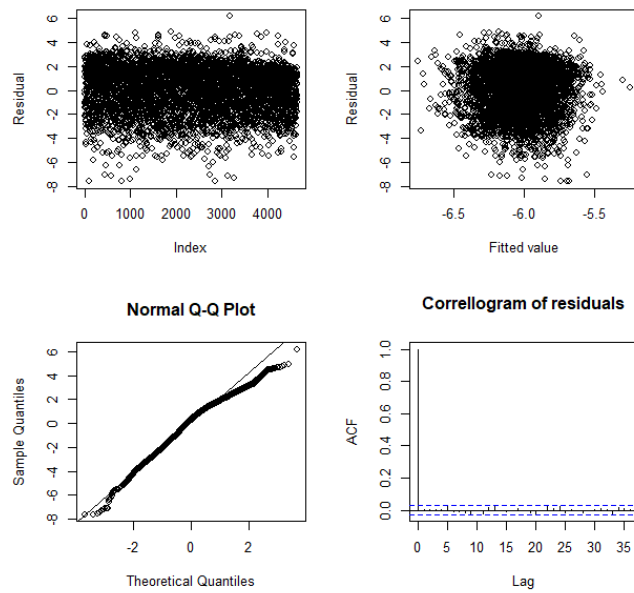 6
4
2
0
-2
-4
-6
-8
Residual
0 1000 2000 3000 4000
Index
6
4
2
0
-2
-4
-6
-8
Residual
-6.5 -6.0 -5.5
Fitted value
Normal Q-Q Plot
6
4
2
0
-2
-4
-6
-8
Sample Quantiles
-2 0 2
Theoretical Quantiles
Correllogram of residuals
1.0
0.8
0.6
0.4
0.2
0.0
ACF
0 5 10 15 20 25 30 35
Lag